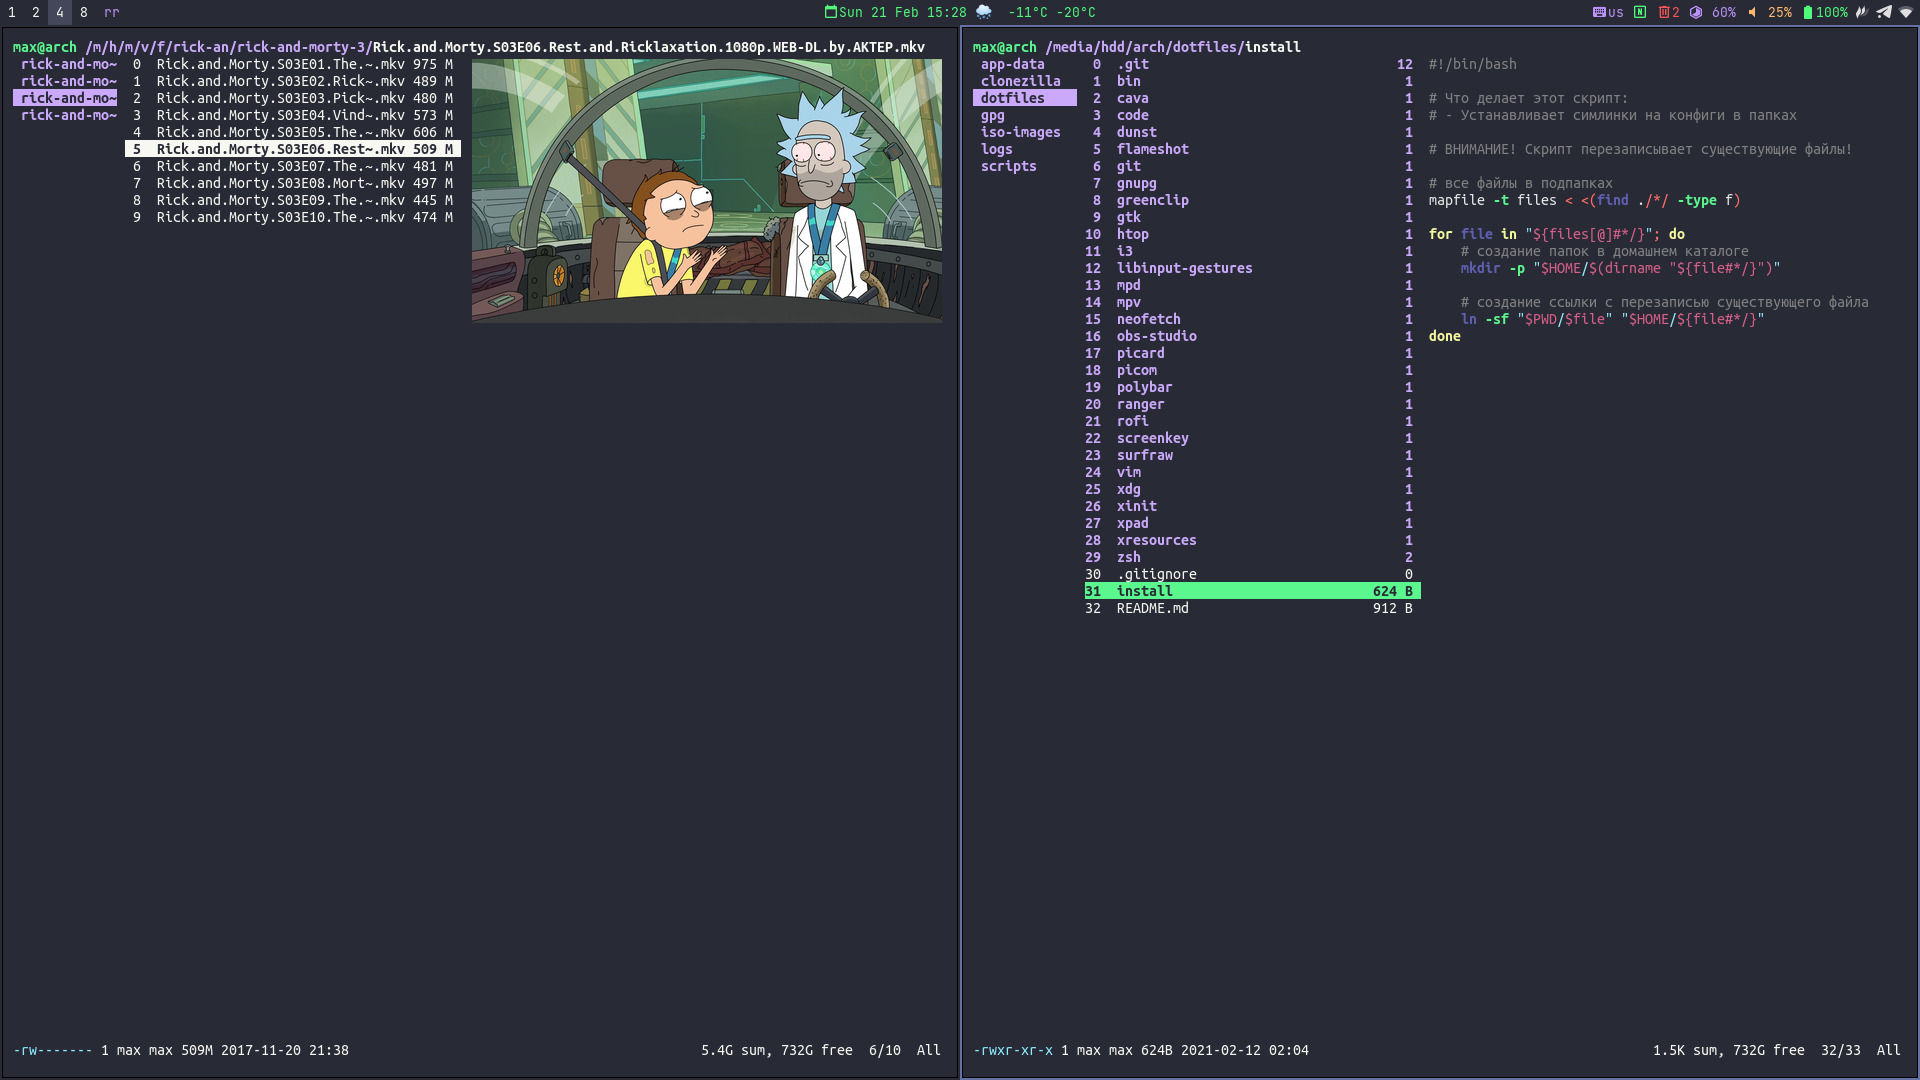 1 2 4 8 rr
Sun 21 Feb 15:28 -11°C -20°C
us N 2 60% 25% 100%
max@arch /m/h/m/v/f/rick-an/rick-and-morty-3/Rick.and.Morty.S03E06.Rest.and.Ricklaxation.1080p.WEB-DL.by.AKTEP.mkv
rick-and-mo~
rick-and-mo~
rick-and-mo~
rick-and-mo~
0 Rick.and.Morty.S03E01.The.~.mkv 975 M
1 Rick.and.Morty.S03E02.Rick~.mkv 489 M
2 Rick.and.Morty.S03E03.Pick~.mkv 480 M
3 Rick.and.Morty.S03E04.Vind~.mkv 573 M
4 Rick.and.Morty.S03E05.The.~.mkv 606 M
5 Rick.and.Morty.S03E06.Rest~.mkv 509 M
6 Rick.and.Morty.S03E07.The.~.mkv 481 M
7 Rick.and.Morty.S03E08.Mort~.mkv 497 M
8 Rick.and.Morty.S03E09.The.~.mkv 445 M
9 Rick.and.Morty.S03E10.The.~.mkv 474 M
-rw------- 1 max max 509M 2017-11-20 21:38
5.4G sum, 732G free 6/10 All
max@arch /media/hdd/arch/dotfiles/install
app-data
clonezilla
dotfiles
gpg
iso-images
logs
scripts
0 .git 12
1 bin 1
2 cava 1
3 code 1
4 dunst 1
5 flameshot 1
6 git 1
7 gnupg 1
8 greenclip 1
9 gtk 1
10 htop 1
11 i3 1
12 libinput-gestures 1
13 mpd 1
14 mpv 1
15 neofetch 1
16 obs-studio 1
17 picard 1
18 picom 1
19 polybar 1
20 ranger 1
21 rofi 1
22 screenkey 1
23 surfraw 1
24 vim 1
25 xdg 1
26 xinit 1
27 xpad 1
28 xresources 1
29 zsh 2
30 .gitignore 0
31 install 624 B
32 README.md 912 B
#!/bin/bash
# Что делает этот скрипт:
# - Устанавливает симлинки на конфиги в папках
# ВНИМАНИЕ! Скрипт перезаписывает существующие файлы!
# все файлы в подпапках
mapfile -t files < <(find ./*/ -type f)
for file in "${files[@]#*/}"; do
# создание папок в домашнем каталоге
mkdir -p "$HOME/$(dirname "${file#*/}")"
# создание ссылки с перезаписью существующего файла
ln -sf "$PWD/$file" "$HOME/${file#*/}"
done
-rwxr-xr-x 1 max max 624B 2021-02-12 02:04
1.5K sum, 732G free 32/33 All